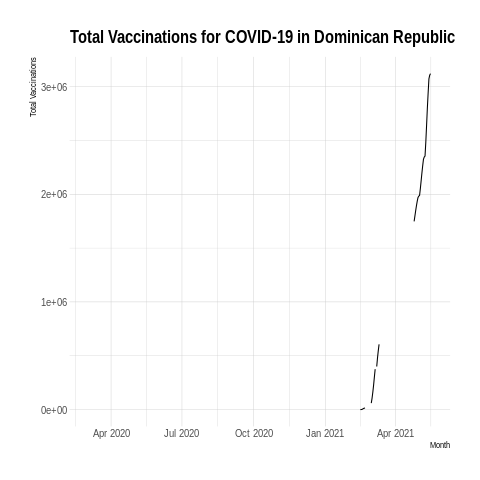 Total Vaccinations for COVID-19 in Dominican Republic
Total Vaccinations
3e+06
2e+06
1e+06
0e+00
Apr 2020 Jul 2020 Oct 2020 Jan 2021 Apr 2021
Month